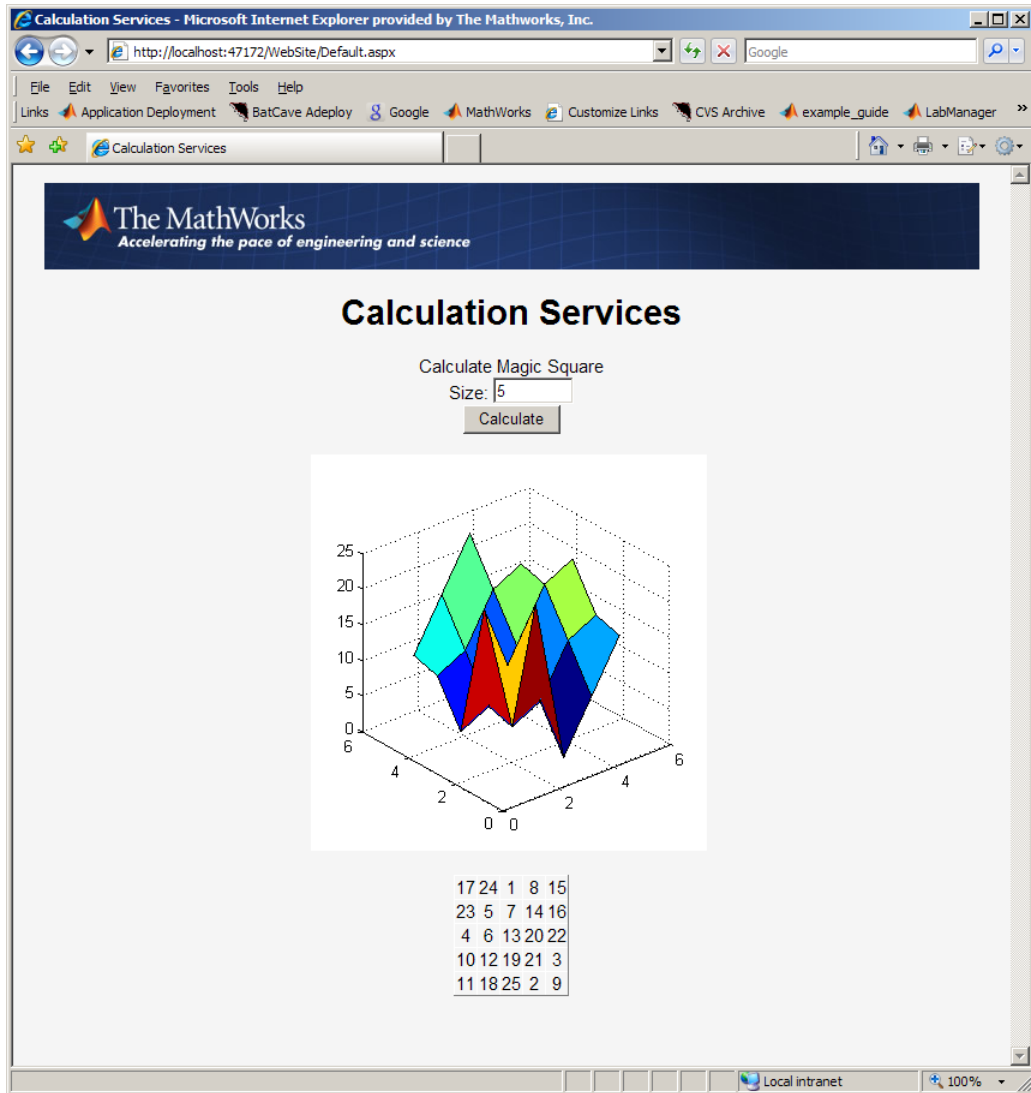 Calculation Services - Microsoft Internet Explorer provided by The Mathworks, Inc.
http://localhost:47172/WebSite/Default.aspx
Google
File Edit View Favorites Tools Help
Links Application Deployment BatCave Adeploy Google MathWorks Customize Links CVS Archive example_guide LabManager »
Calculation Services
The MathWorks
Accelerating the pace of engineering and science
Calculation Services
Calculate Magic Square
Size: 5
Calculate
25
20
15
10
5
0
6
4
2
0
0
2
4
6
17 24 1 8 15
23 5 7 14 16
4 6 13 20 22
10 12 19 21 3
11 18 25 2 9
Local intranet 100%